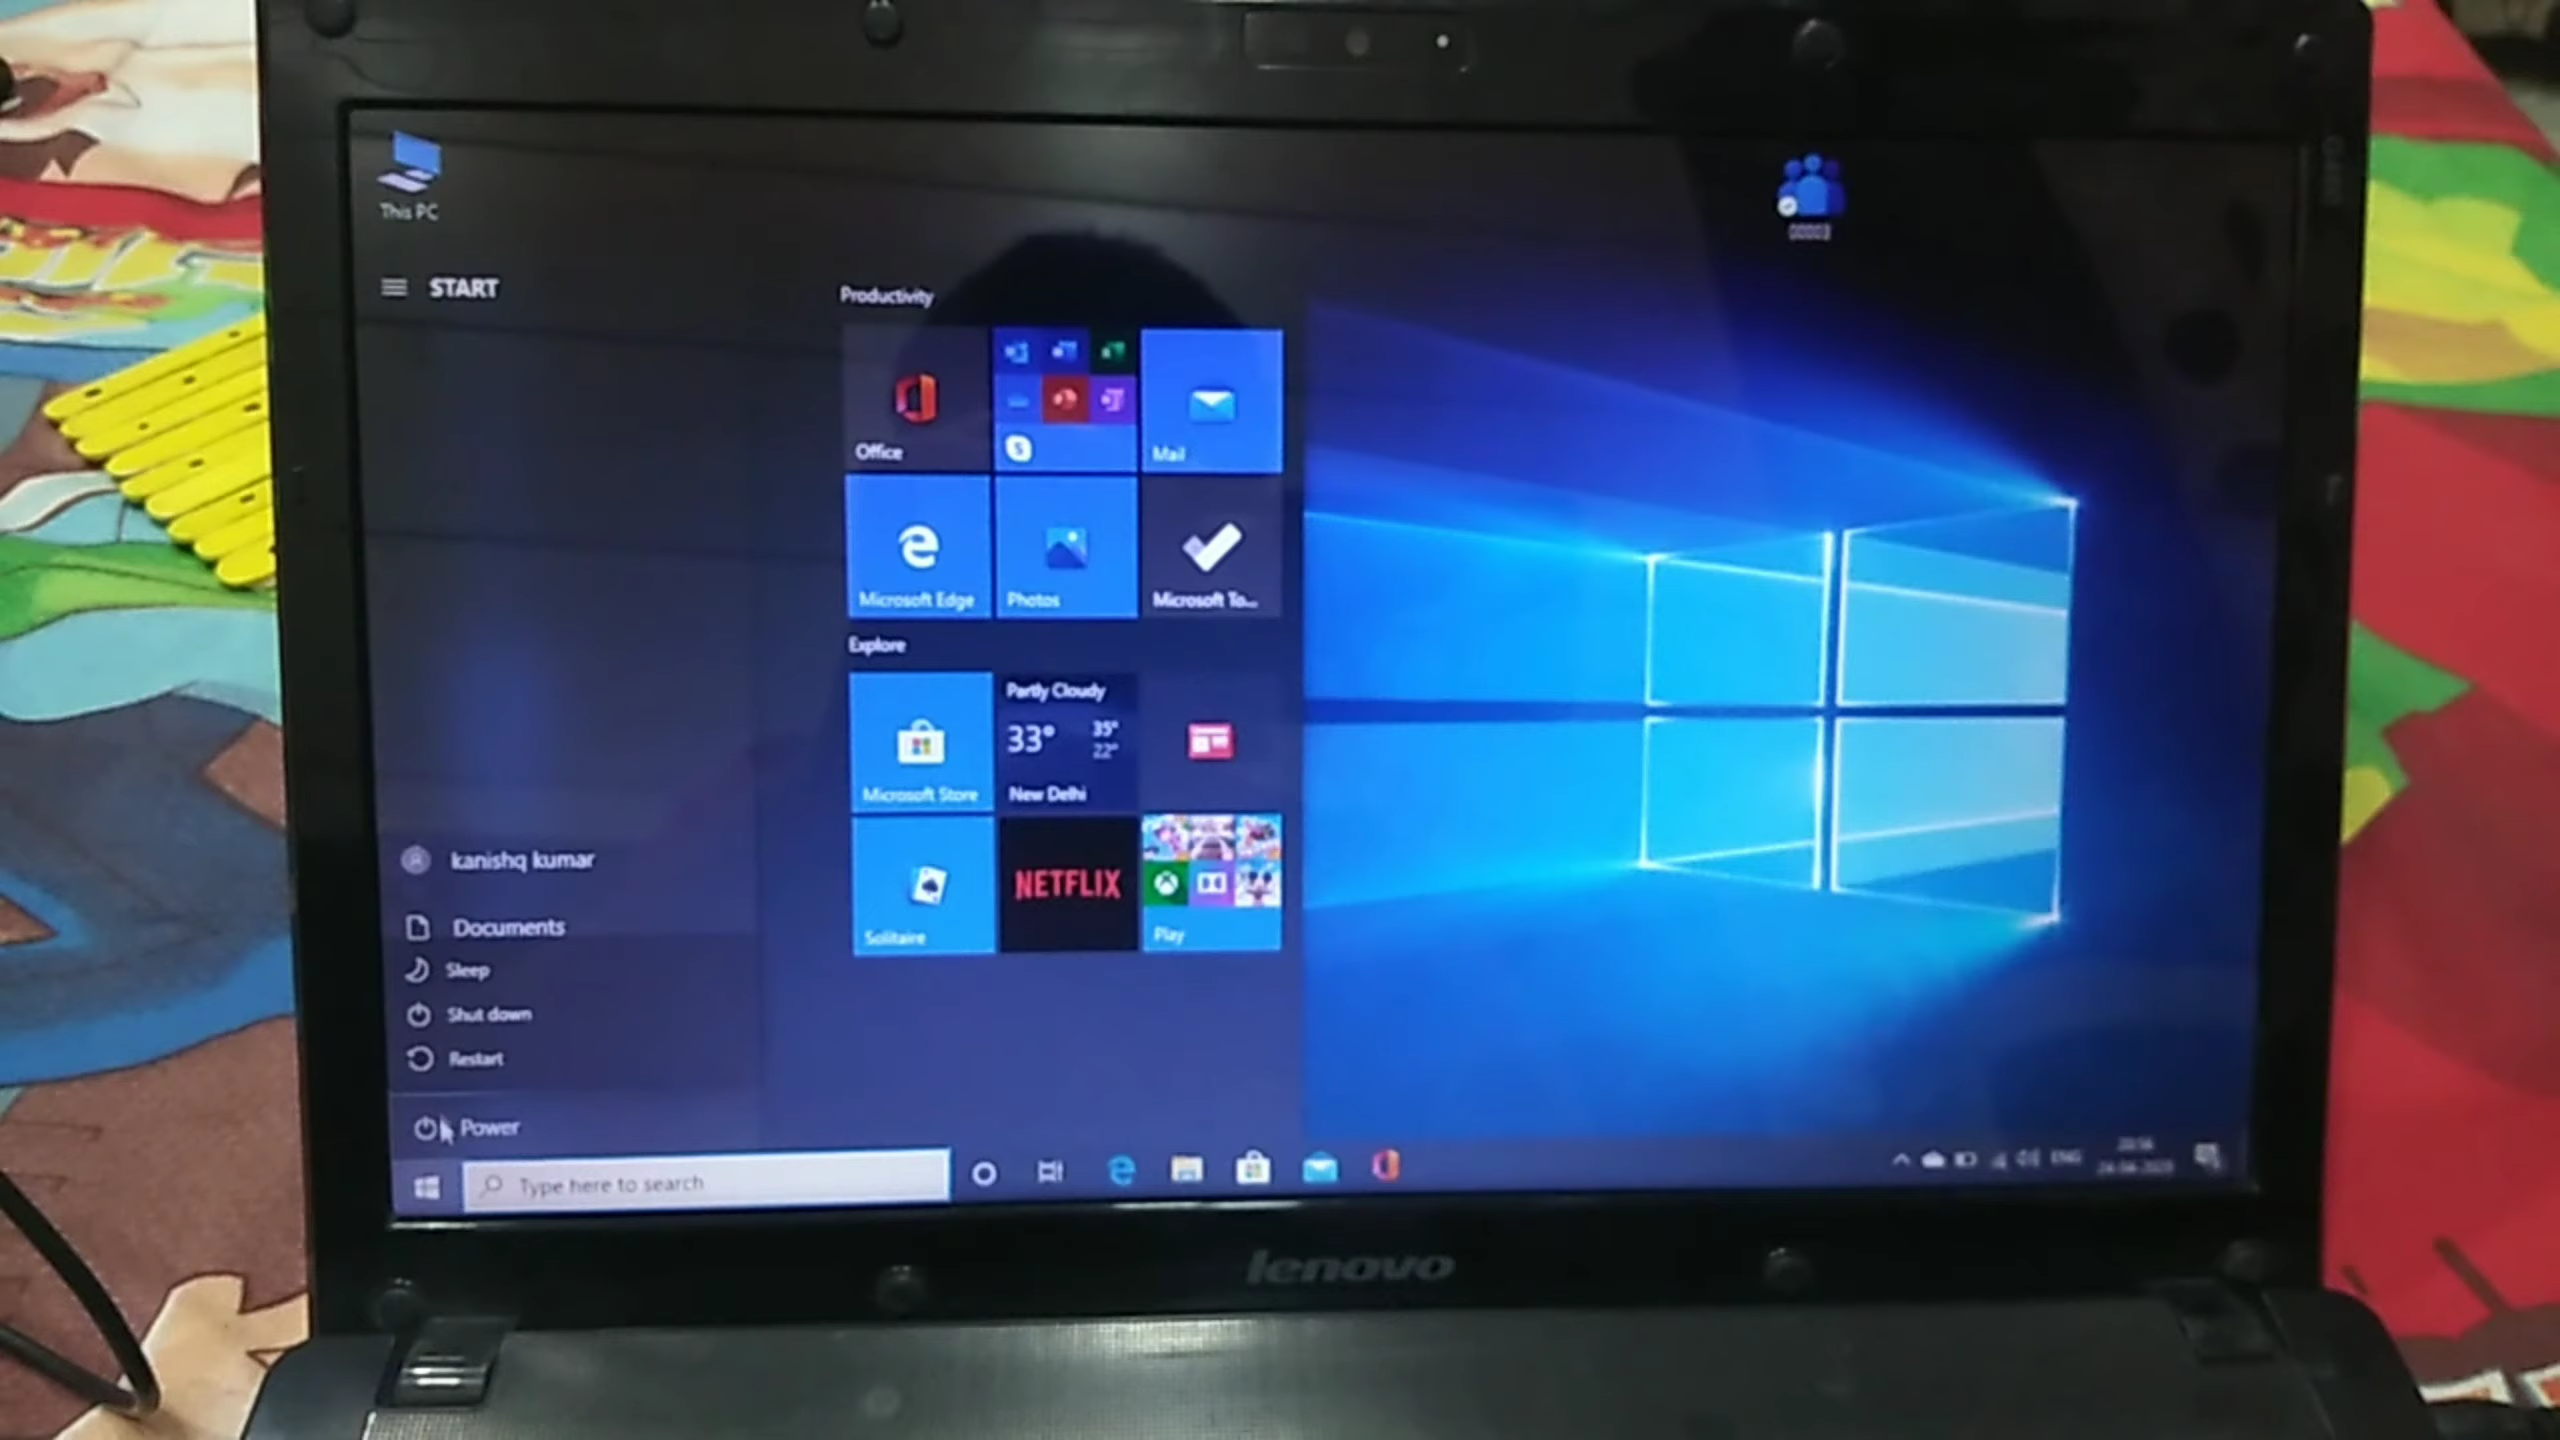 This PC
START
Productivity
Office
Mail
Microsoft Edge
Photos
Microsoft To...
Explore
Microsoft Store
Partly Cloudy
33°
35°
22°
New Delhi
Solitaire
NETFLIX
Play
kanishq kumar
Documents
Sleep
Shut down
Restart
Power
Type here to search
ENG
lenovo